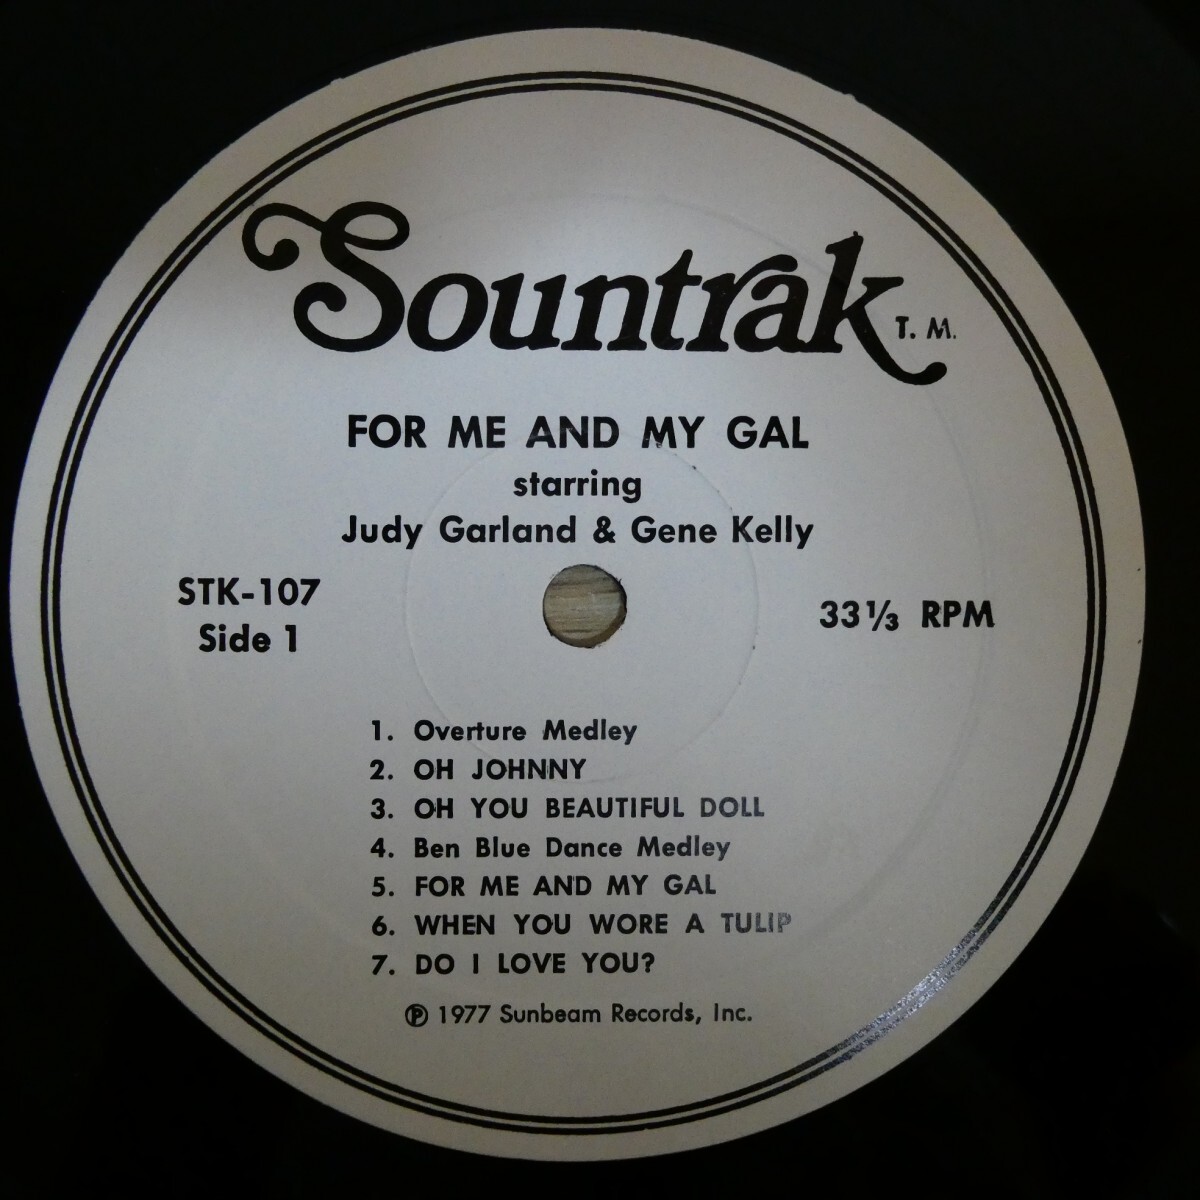 Sountrak T. M.
FOR ME AND MY GAL
starring
Judy Garland & Gene Kelly
STK-107
Side 1
33 ⅓ RPM
1. Overture Medley
2. OH JOHNNY
3. OH YOU BEAUTIFUL DOLL
4. Ben Blue Dance Medley
5. FOR ME AND MY GAL
6. WHEN YOU WORE A TULIP
7. DO I LOVE YOU?
℗ 1977 Sunbeam Records, Inc.